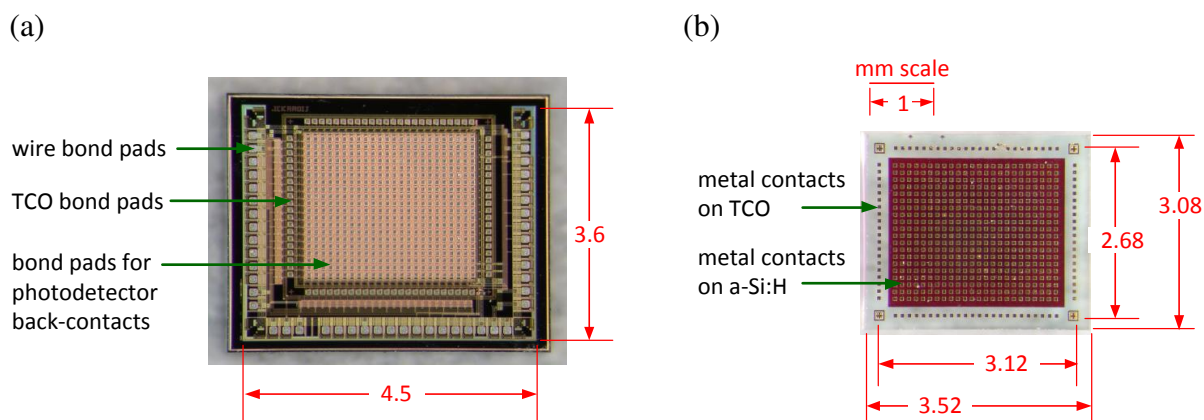 (a)
(b)
mm scale
1
wire bond pads
TCO bond pads
bond pads for
photodetector
back-contacts
3.6
4.5
metal contacts
on TCO
metal contacts
on a-Si:H
2.68
3.08
3.12
3.52